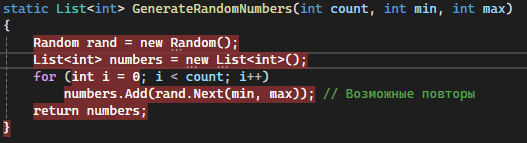 static List<int> GenerateRandomNumbers(int count, int min, int max)
{
    Random rand = new Random();
    List<int> numbers = new List<int>();
    for (int i = 0; i < count; i++)
        numbers.Add(rand.Next(min, max)); // Возможные повторы
    return numbers;
}